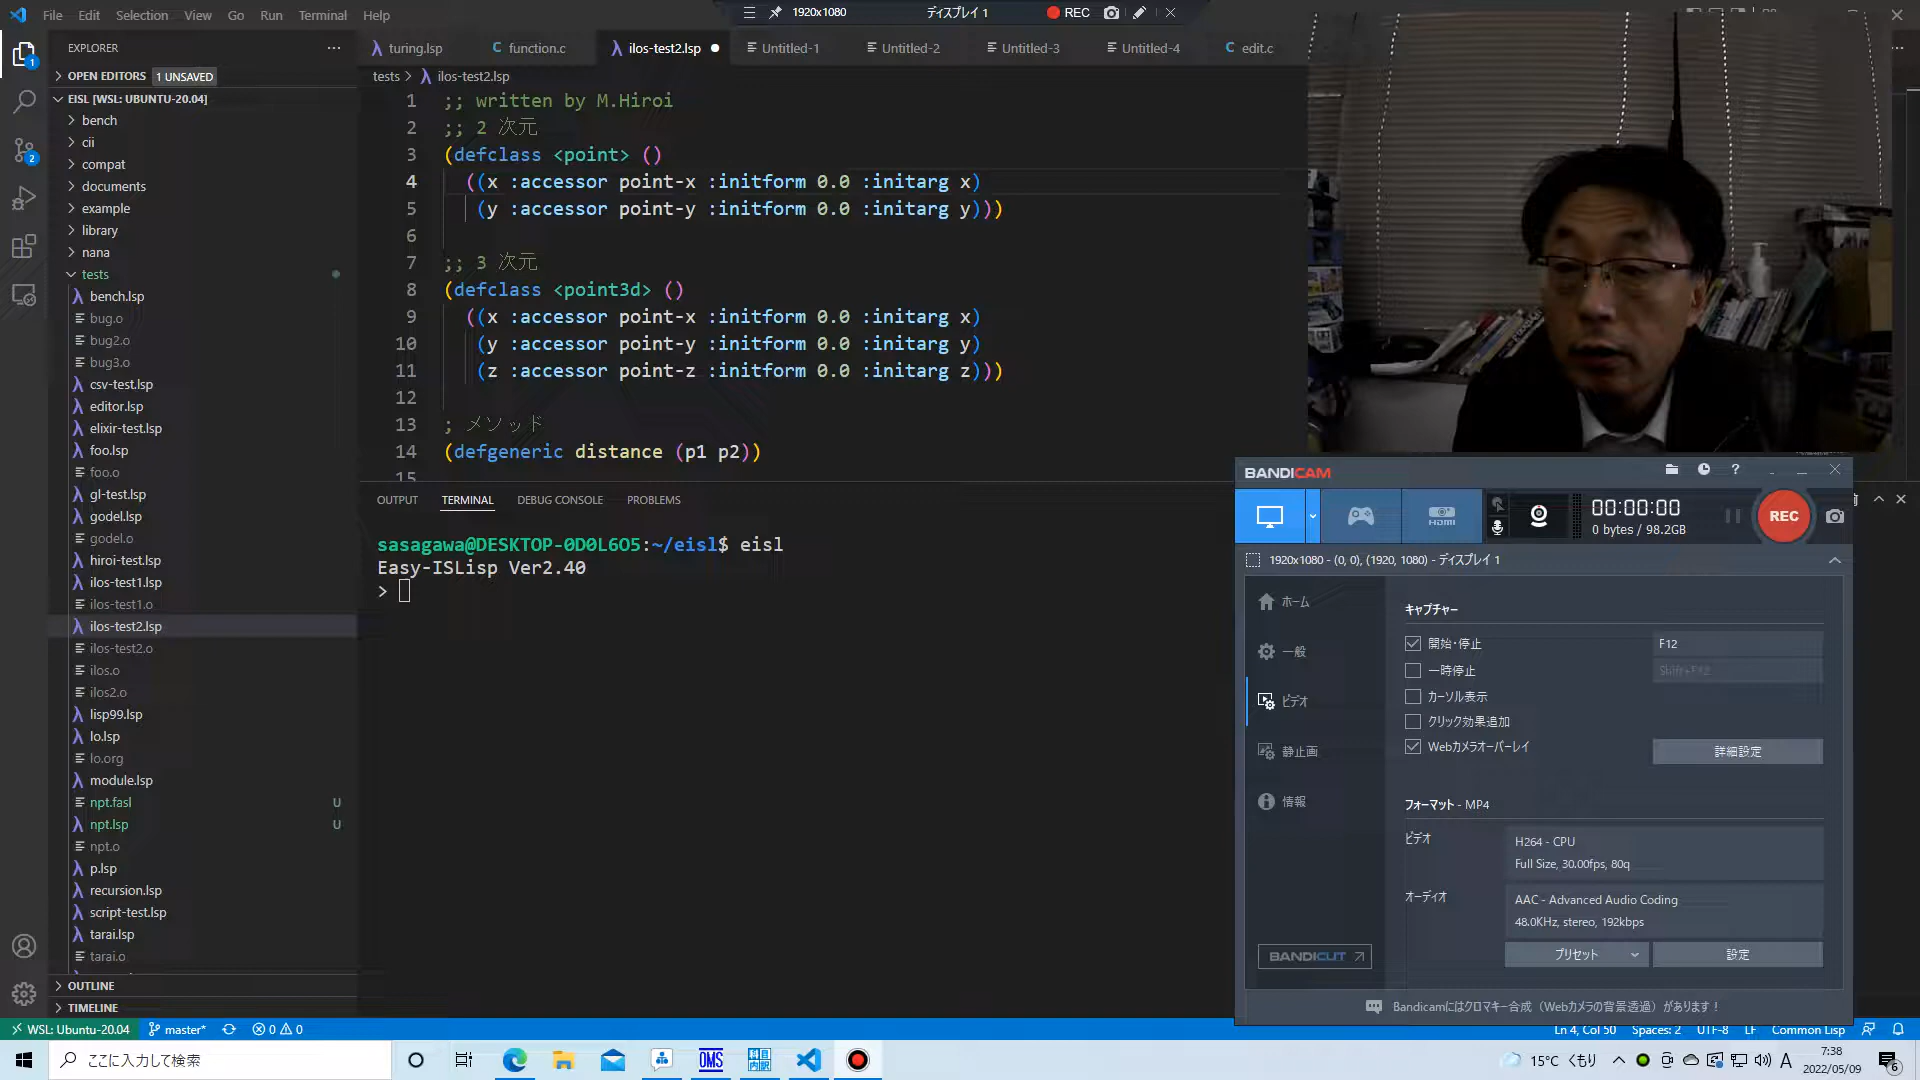 File Edit Selection View Go Run Terminal Help
1920x1080 ディスプレイ 1 REC
EXPLORER
OPEN EDITORS 1 UNSAVED
EISL [WSL: UBUNTU-20.04]
bench
cii
compat
documents
example
library
nana
tests
bench.lsp
bug.o
bug2.o
bug3.o
csv-test.lsp
editor.lsp
elixir-test.lsp
foo.lsp
foo.o
gl-test.lsp
godel.lsp
godel.o
hiroi-test.lsp
ilos-test1.lsp
ilos-test1.o
ilos-test2.lsp
ilos-test2.o
ilos.o
ilos2.o
lisp99.lsp
lo.lsp
lo.org
module.lsp
npt.fasl U
npt.lsp U
npt.o
p.lsp
recursion.lsp
script-test.lsp
tarai.lsp
tarai.o
OUTLINE
TIMELINE
turing.lsp C function.c ilos-test2.lsp Untitled-1 Untitled-2 Untitled-3 Untitled-4 C edit.c
tests > ilos-test2.lsp
1 ;; written by M.Hiroi
2 ;; 2 次元
3 (defclass <point> ()
4 ((x :accessor point-x :initform 0.0 :initarg x)
5 (y :accessor point-y :initform 0.0 :initarg y)))
6
7 ;; 3 次元
8 (defclass <point3d> ()
9 ((x :accessor point-x :initform 0.0 :initarg x)
10 (y :accessor point-y :initform 0.0 :initarg y)
11 (z :accessor point-z :initform 0.0 :initarg z)))
12
13 ; メソッド
14 (defgeneric distance (p1 p2))
15
OUTPUT TERMINAL DEBUG CONSOLE PROBLEMS
sasagawa@DESKTOP-0D0L6O5:~/eisl$ eisl
Easy-ISLisp Ver2.40
>
BANDICAM
HDMI
00:00:00
0 bytes / 98.2GB
REC
1920x1080 - (0, 0), (1920, 1080) - ディスプレイ 1
ホーム
一般
ビデオ
静止画
情報
BANDICUT
キャプチャー
開始・停止 F12
一時停止 Shift+F12
カーソル表示
クリック効果追加
Webカメラオーバーレイ 詳細設定
フォーマット - MP4
ビデオ
H264 - CPU
Full Size, 30.00fps, 80q
オーディオ
AAC - Advanced Audio Coding
48.0KHz, stereo, 192kbps
プリセット 設定
Bandicamにはクロマキー合成（Webカメラの背景透過）があります！
WSL: Ubuntu-20.04 master* 0 0 Ln 4, Col 50 Spaces: 2 UTF-8 LF Common Lisp
ここに入力して検索
OMS
科目内訳
15°C くもり A 7:38
2022/05/09
6